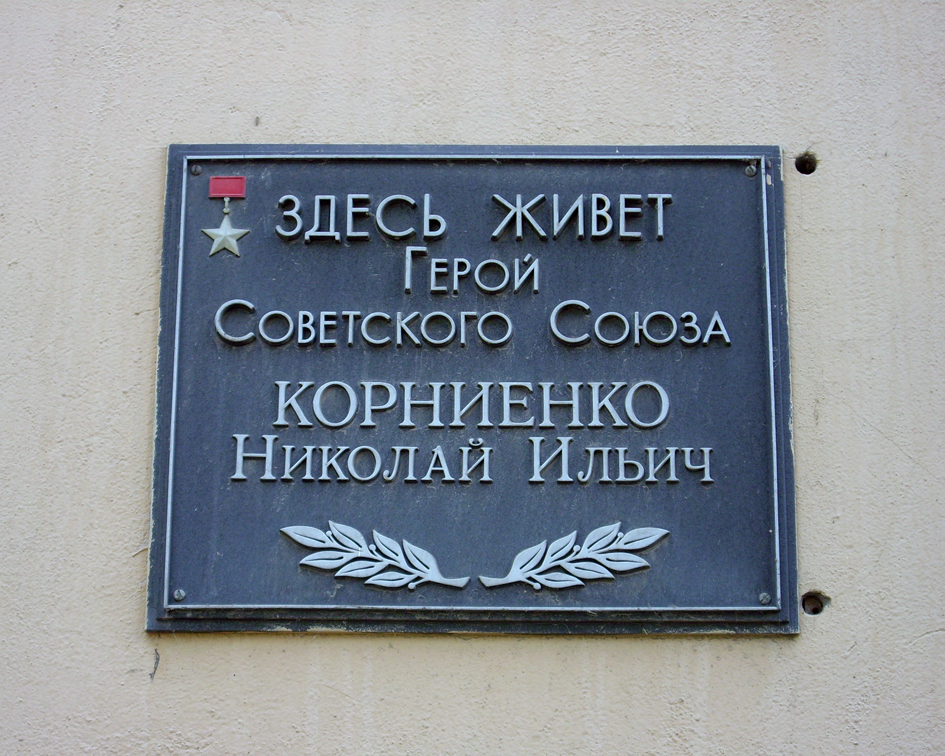 ЗДЕСЬ ЖИВЕТ
ГЕРОЙ
СОВЕТСКОГО СОЮЗА
КОРНИЕНКО
НИКОЛАЙ ИЛЬИЧ